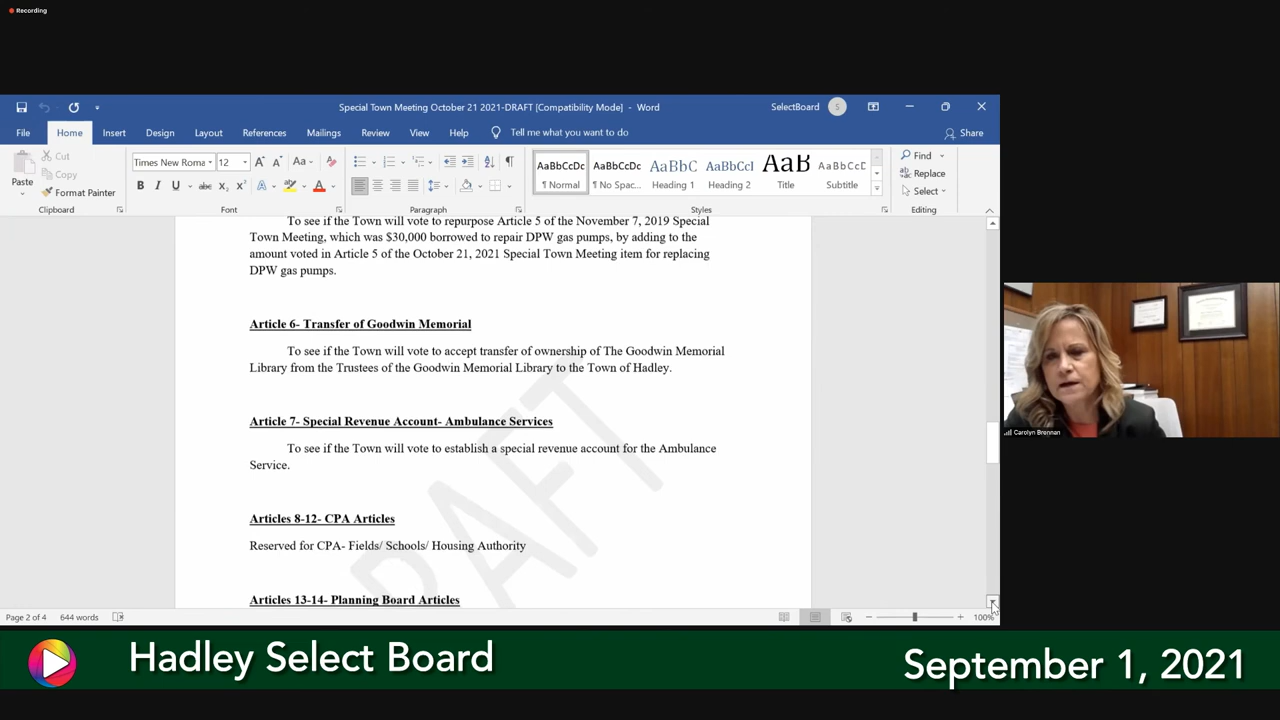 Recording
Special Town Meeting October 21 2021-DRAFT [Compatibility Mode] - Word
SelectBoard S
File Home Insert Design Layout References Mailings Review View Help Tell me what you want to do Share
Paste
Cut
Copy
Format Painter
Clipboard
Times New Roma 12
Font
Paragraph
AaBbCcDc AaBbCcDc AaBbC AaBbCcI AaB AaBbCcD
¶ Normal ¶ No Spac... Heading 1 Heading 2 Title Subtitle
Styles
Find
Replace
Select
Editing
To see if the Town will vote to repurpose Article 5 of the November 7, 2019 Special
Town Meeting, which was $30,000 borrowed to repair DPW gas pumps, by adding to the
amount voted in Article 5 of the October 21, 2021 Special Town Meeting item for replacing
DPW gas pumps.
Article 6- Transfer of Goodwin Memorial
To see if the Town will vote to accept transfer of ownership of The Goodwin Memorial
Library from the Trustees of the Goodwin Memorial Library to the Town of Hadley.
Article 7- Special Revenue Account- Ambulance Services
To see if the Town will vote to establish a special revenue account for the Ambulance
Service.
Articles 8-12- CPA Articles
Reserved for CPA- Fields/ Schools/ Housing Authority
Articles 13-14- Planning Board Articles
DRAFT
Page 2 of 4 644 words 100%
Carolyn Brennan
Hadley Select Board
September 1, 2021